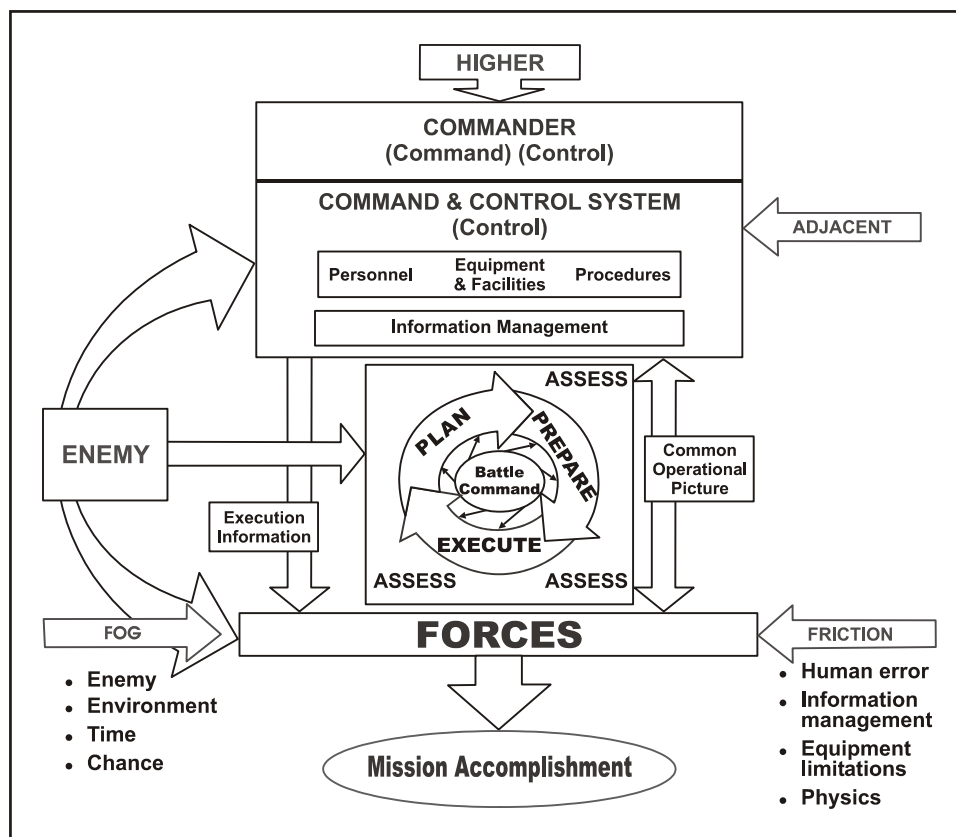 HIGHER
COMMANDER
(Command) (Control)
COMMAND & CONTROL SYSTEM
(Control)
ADJACENT
Personnel
Equipment
& Facilities
Procedures
Information Management
ASSESS
PLAN
PREPARE
ENEMY
Battle
Command
Common
Operational
Picture
Execution
Information
EXECUTE
ASSESS
ASSESS
FOG
FORCES
FRICTION
• Enemy
• Environment
• Time
• Chance
• Human error
• Information
management
• Equipment
limitations
• Physics
Mission Accomplishment